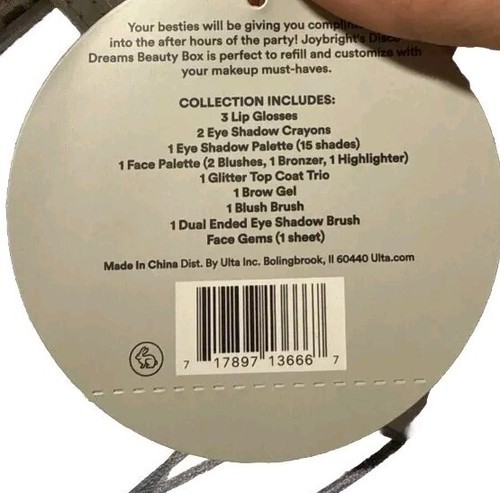 Your besties will be giving you
into the after hours of the party! Joybright's Disco
Dreams Beauty Box is perfect to refill and customize with
your makeup must-haves.
COLLECTION INCLUDES:
3 Lip Glosses
2 Eye Shadow Crayons
1 Eye Shadow Palette (15 shades)
1 Face Palette (2 Blushes, 1 Bronzer, 1 Highlighter)
1 Glitter Top Coat Trio
1 Brow Gel
1 Blush Brush
1 Dual Ended Eye Shadow Brush
Face Gems (1 sheet)
Made In China Dist. By Ulta Inc. Bolingbrook, Il 60440 Ulta.com
7 17897 13666 7